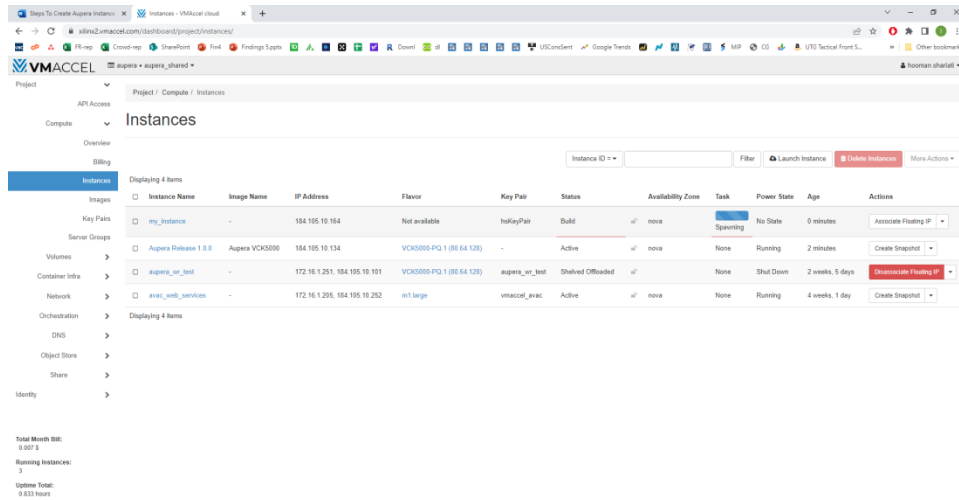 Steps To Create Aupera Instance
Instances - VMAccel cloud
xilinx2.vmaccel.com/dashboard/project/instances/
FR-rep
Crowd-rep
SharePoint
Fin4
Findings S.pptx
R Downl
dl
USConsSent
Google Trends
MIP
CG
UTG Tactical Front S...
Other bookmarks
VMACCEL
aupera • aupera_shared
hooman.shariati
Project
API Access
Compute
Overview
Billing
Instances
Images
Key Pairs
Server Groups
Volumes
Container Infra
Network
Orchestration
DNS
Object Store
Share
Identity
Total Month Bill:
0.007 $
Running Instances:
3
Uptime Total:
0.833 hours
Project / Compute / Instances
Instances
Instance ID =
Filter
Launch Instance
Delete Instances
More Actions
Displaying 4 items
Instance Name Image Name IP Address Flavor Key Pair Status Availability Zone Task Power State Age Actions
my_instance - 184.105.10.164 Not available hsKeyPair Build nova Spawning No State 0 minutes Associate Floating IP
Aupera Release 1.0.0 Aupera VCK5000 184.105.10.134 VCK5000-PQ.1 (80.64.128) - Active nova None Running 2 minutes Create Snapshot
aupera_wr_test - 172.16.1.251, 184.105.10.101 VCK5000-PQ.1 (80.64.128) aupera_wr_test Shelved Offloaded None Shut Down 2 weeks, 5 days Disassociate Floating IP
avac_web_services - 172.16.1.205, 184.105.10.252 m1.large vmaccel_avac Active nova None Running 4 weeks, 1 day Create Snapshot
Displaying 4 items